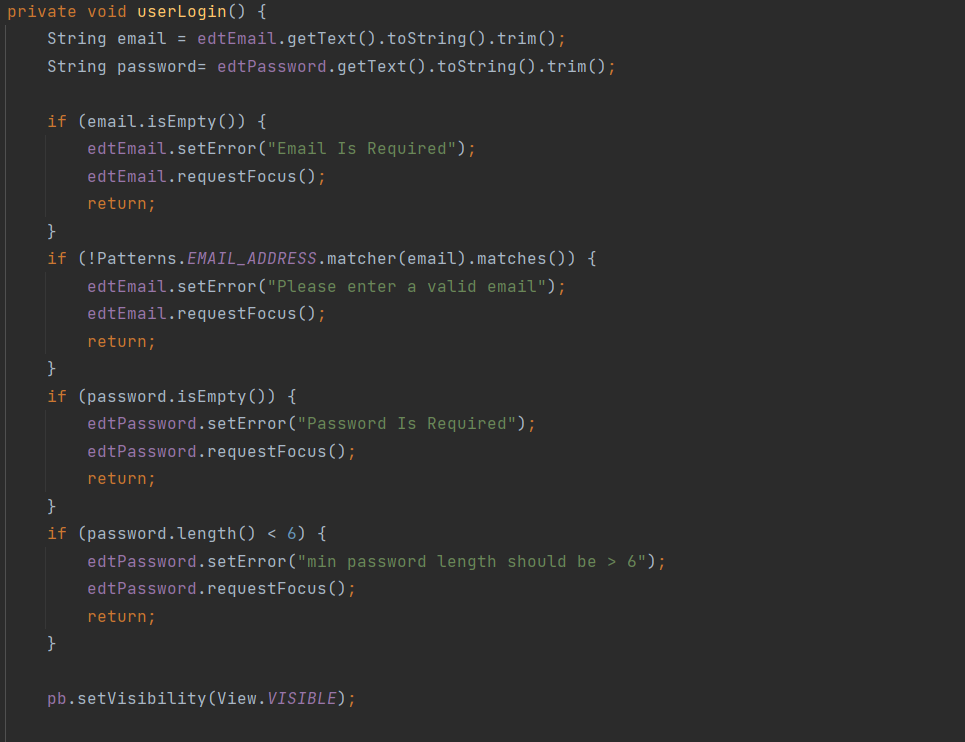 private void userLogin() {
    String email = edtEmail.getText().toString().trim();
    String password= edtPassword.getText().toString().trim();

    if (email.isEmpty()) {
        edtEmail.setError("Email Is Required");
        edtEmail.requestFocus();
        return;
    }
    if (!Patterns.EMAIL_ADDRESS.matcher(email).matches()) {
        edtEmail.setError("Please enter a valid email");
        edtEmail.requestFocus();
        return;
    }
    if (password.isEmpty()) {
        edtPassword.setError("Password Is Required");
        edtPassword.requestFocus();
        return;
    }
    if (password.length() < 6) {
        edtPassword.setError("min password length should be > 6");
        edtPassword.requestFocus();
        return;
    }

    pb.setVisibility(View.VISIBLE);